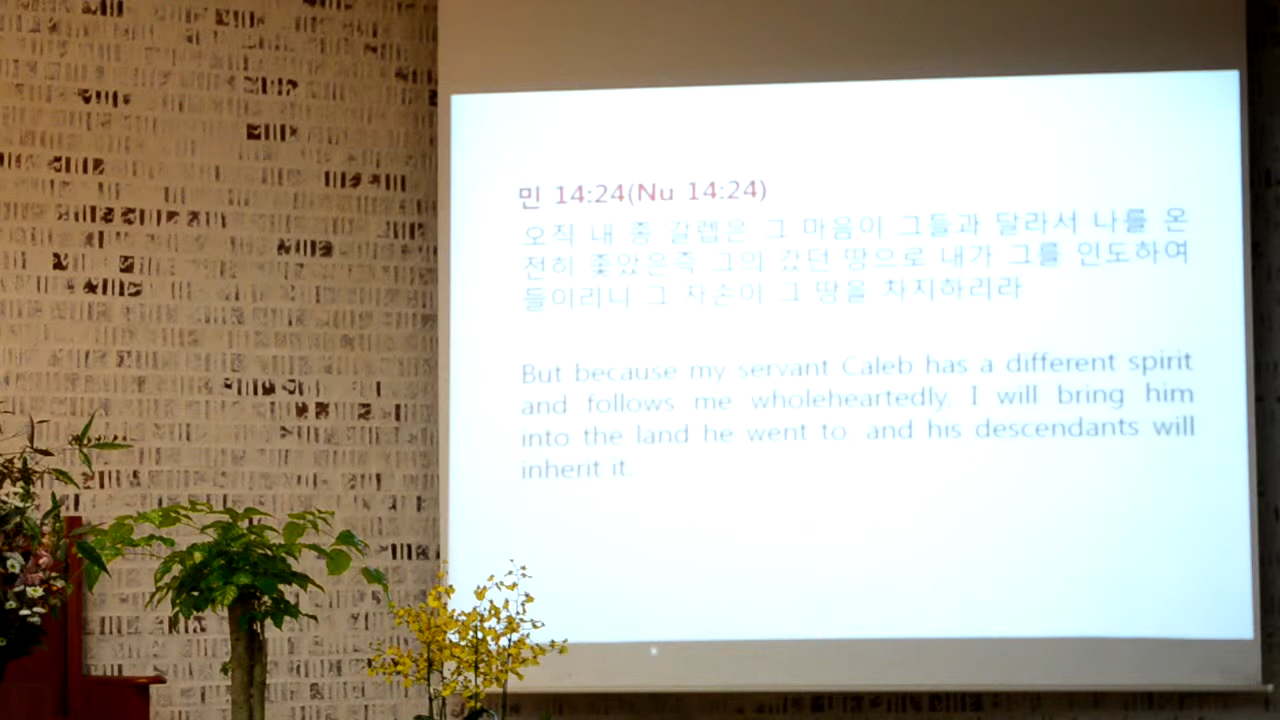 민 14:24(Nu 14:24)
오직 내 종 갈렙은 그 마음이 그들과 달라서 나를 온
전히 좇았은즉 그의 갔던 땅으로 내가 그를 인도하여
들이리니 그 자손이 그 땅을 차지하리라
But because my servant Caleb has a different spirit
and follows me wholeheartedly, I will bring him
into the land he went to, and his descendants will
inherit it.